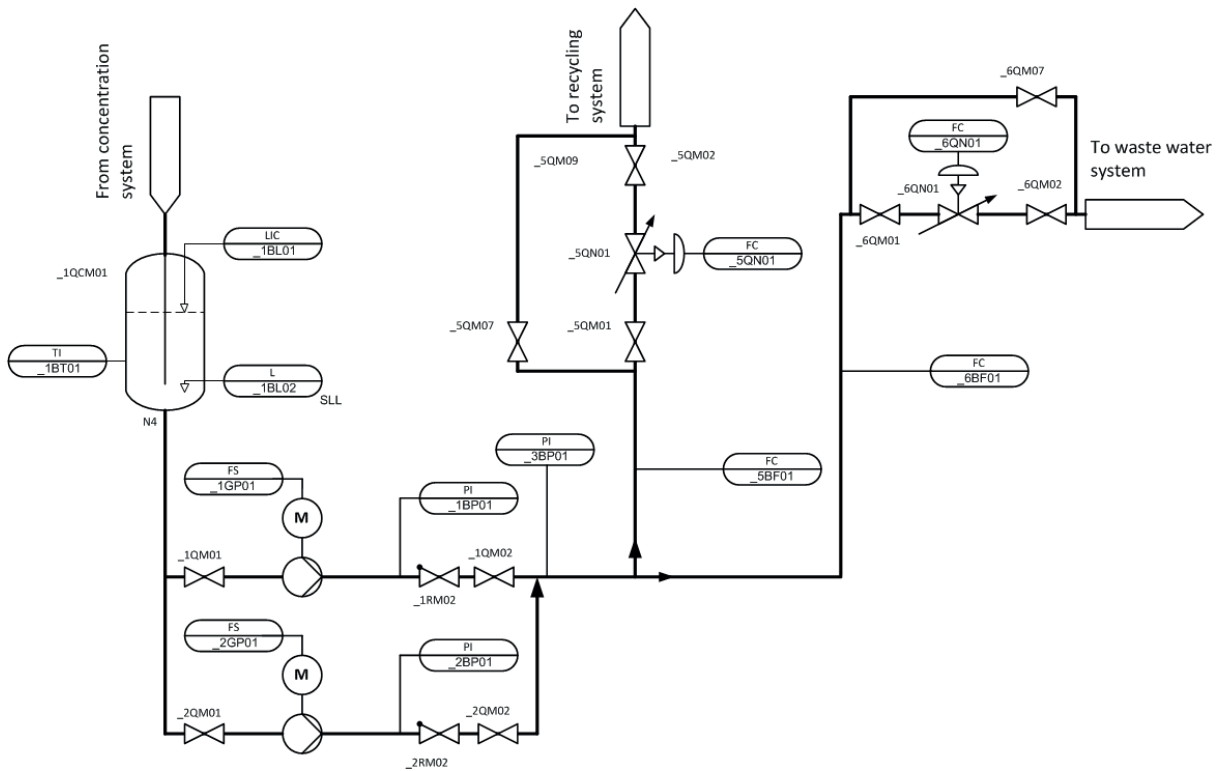 From concentration
system
To recycling
system
_6QM07
FC
_6QN01
To waste water
system
_5QM09
_5QM02
_6QN01
_6QM02
_6QM01
LIC
_1BL01
_1QCM01
_5QN01
FC
_5QN01
TI
_1BT01
_5QM07
_5QM01
L
_1BL02
SLL
FC
_6BF01
N4
PI
_3BP01
FS
_1GP01
FC
_5BF01
PI
_1BP01
M
_1QM01
_1QM02
_1RM02
FS
_2GP01
PI
_2BP01
M
_2QM01
_2QM02
_2RM02